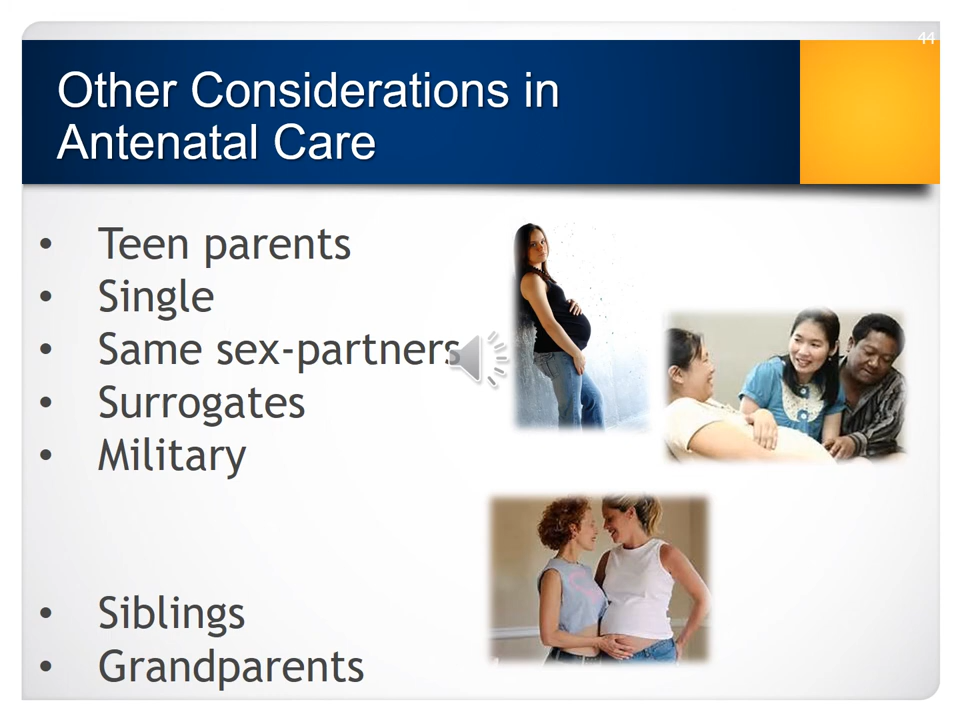 44
Other Considerations in
Antenatal Care
• Teen parents
• Single
• Same sex-partners
• Surrogates
• Military
• Siblings
• Grandparents